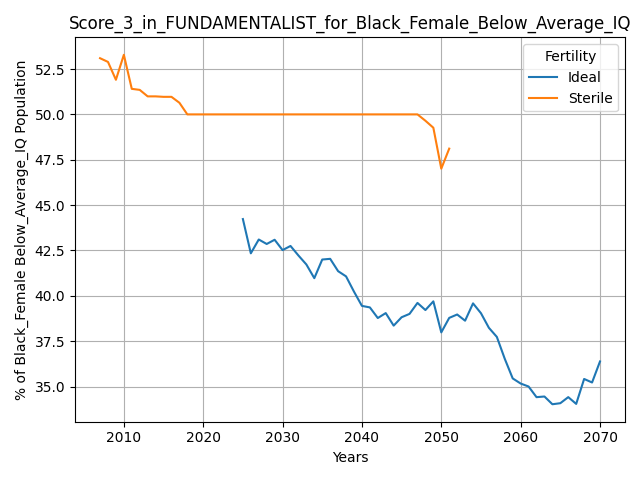 Score_3_in_FUNDAMENTALIST_for_Black_Female_Below_Average_IQ
% of Black_Female Below_Average_IQ Population
52.5
50.0
47.5
45.0
42.5
40.0
37.5
35.0
Fertility
Ideal
Sterile
2010 2020 2030 2040 2050 2060 2070
Years